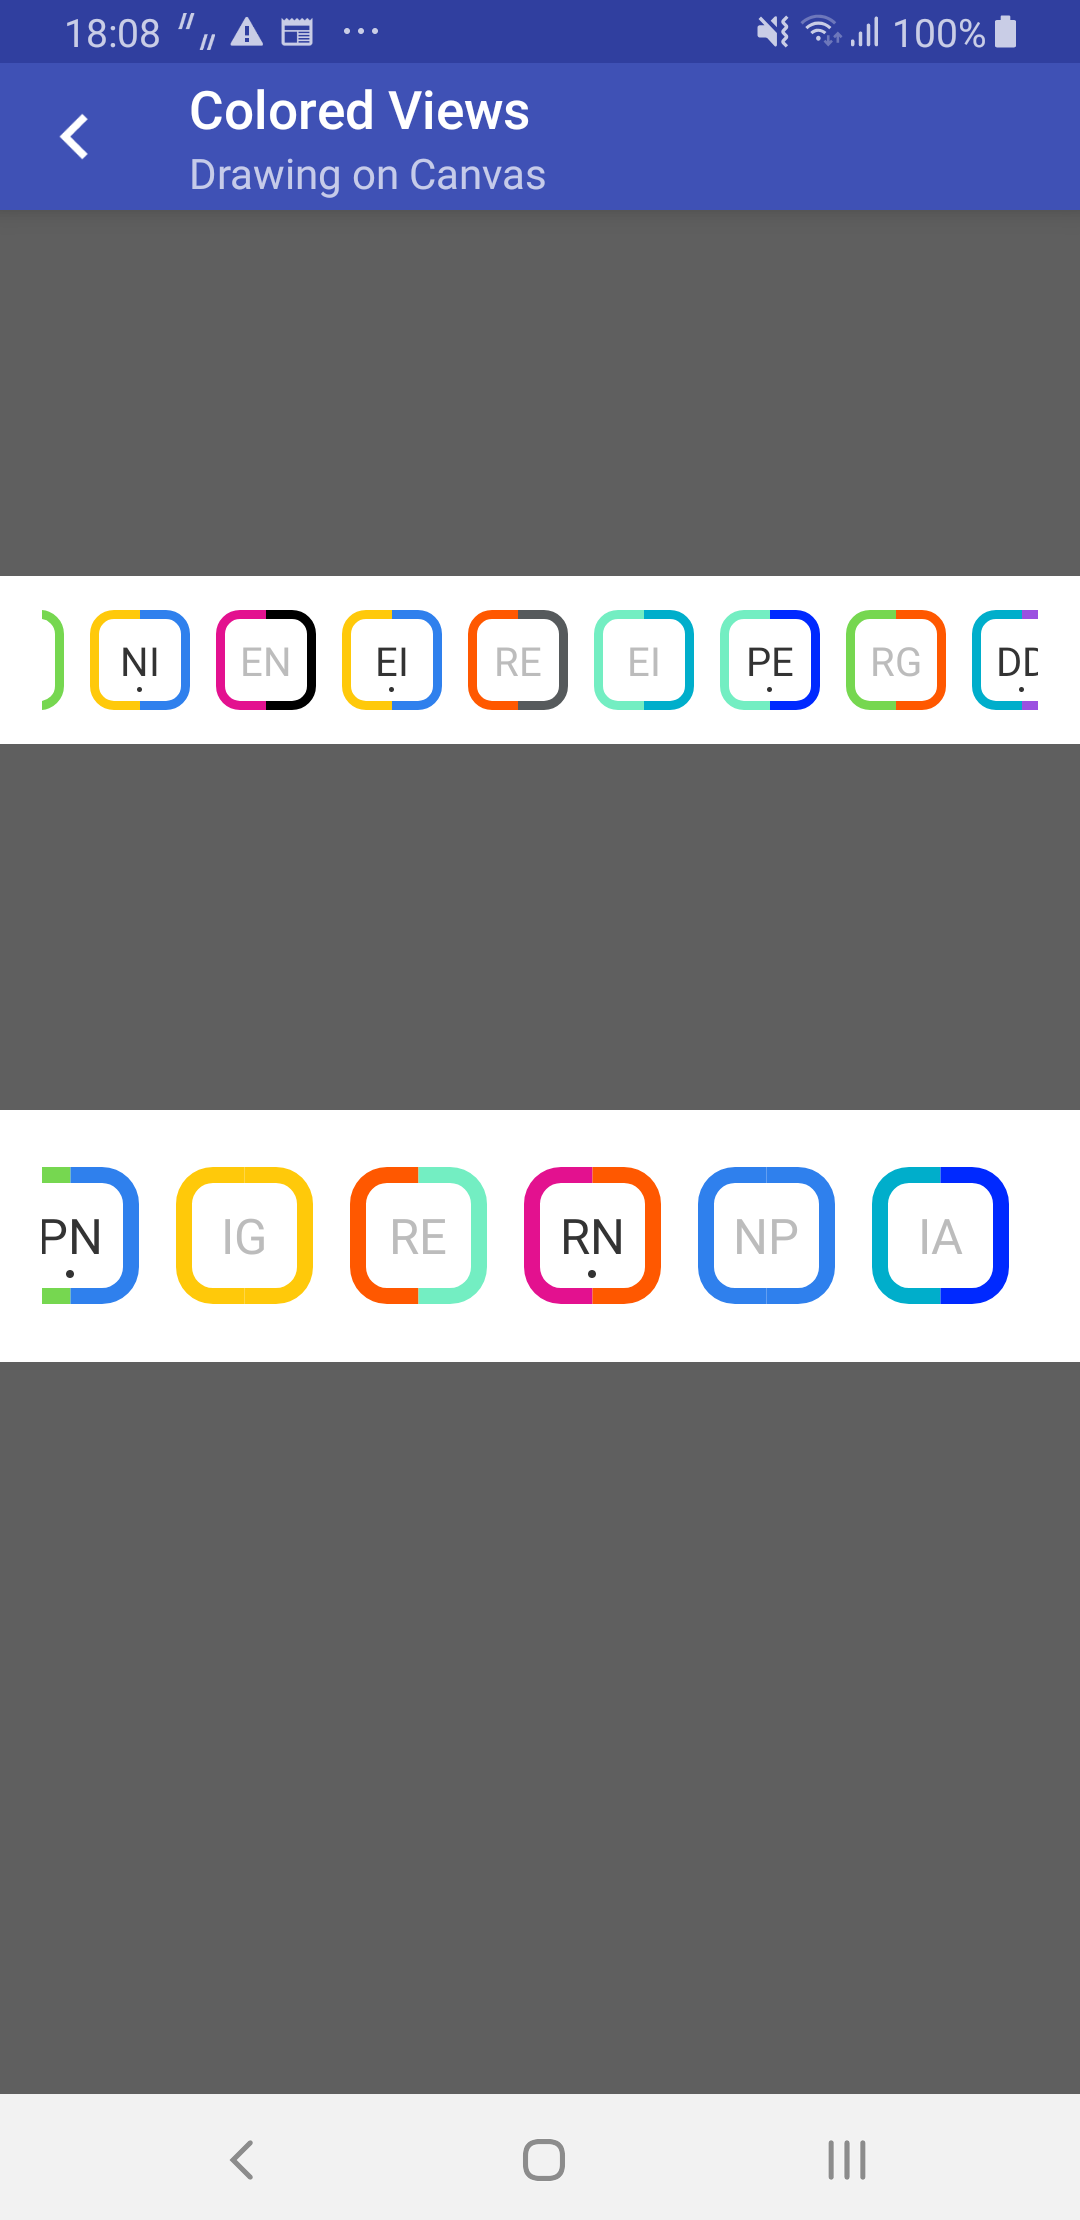 18:08 100%
Colored Views
Drawing on Canvas
NI EN EI RE EI PE RG
PN IG RE RN NP IA